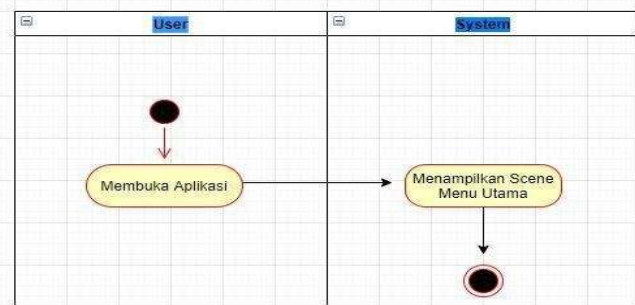 User
System
Membuka Aplikasi
Menampilkan Scene
Menu Utama